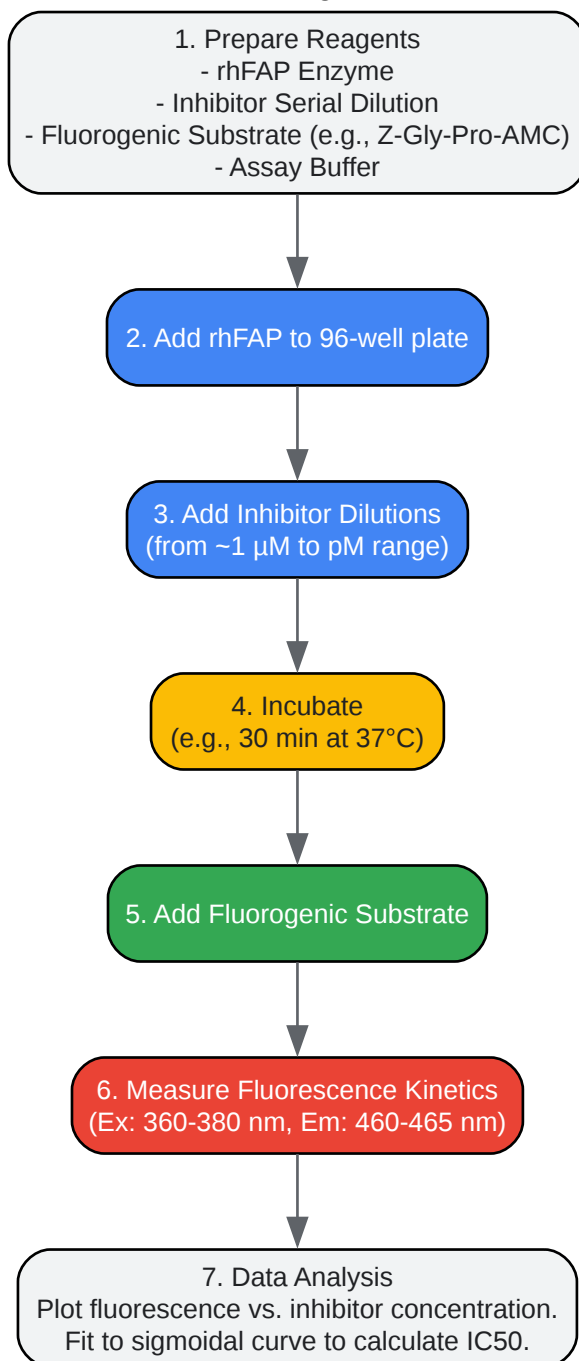 1. Prepare Reagents
- rhFAP Enzyme
- Inhibitor Serial Dilution
- Fluorogenic Substrate (e.g., Z-Gly-Pro-AMC)
- Assay Buffer
2. Add rhFAP to 96-well plate
3. Add Inhibitor Dilutions
(from ~1 µM to pM range)
4. Incubate
(e.g., 30 min at 37°C)
5. Add Fluorogenic Substrate
6. Measure Fluorescence Kinetics
(Ex: 360-380 nm, Em: 460-465 nm)
7. Data Analysis
Plot fluorescence vs. inhibitor concentration.
Fit to sigmoidal curve to calculate IC50.